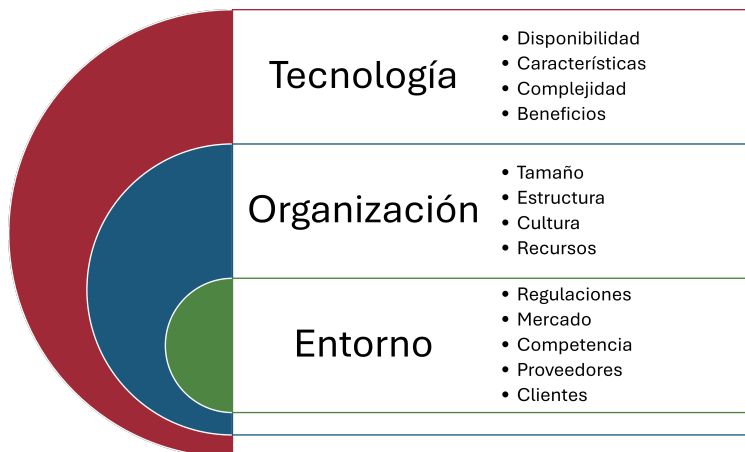 Tecnología
• Disponibilidad
• Características
• Complejidad
• Beneficios
Organización
• Tamaño
• Estructura
• Cultura
• Recursos
Entorno
• Regulaciones
• Mercado
• Competencia
• Proveedores
• Clientes